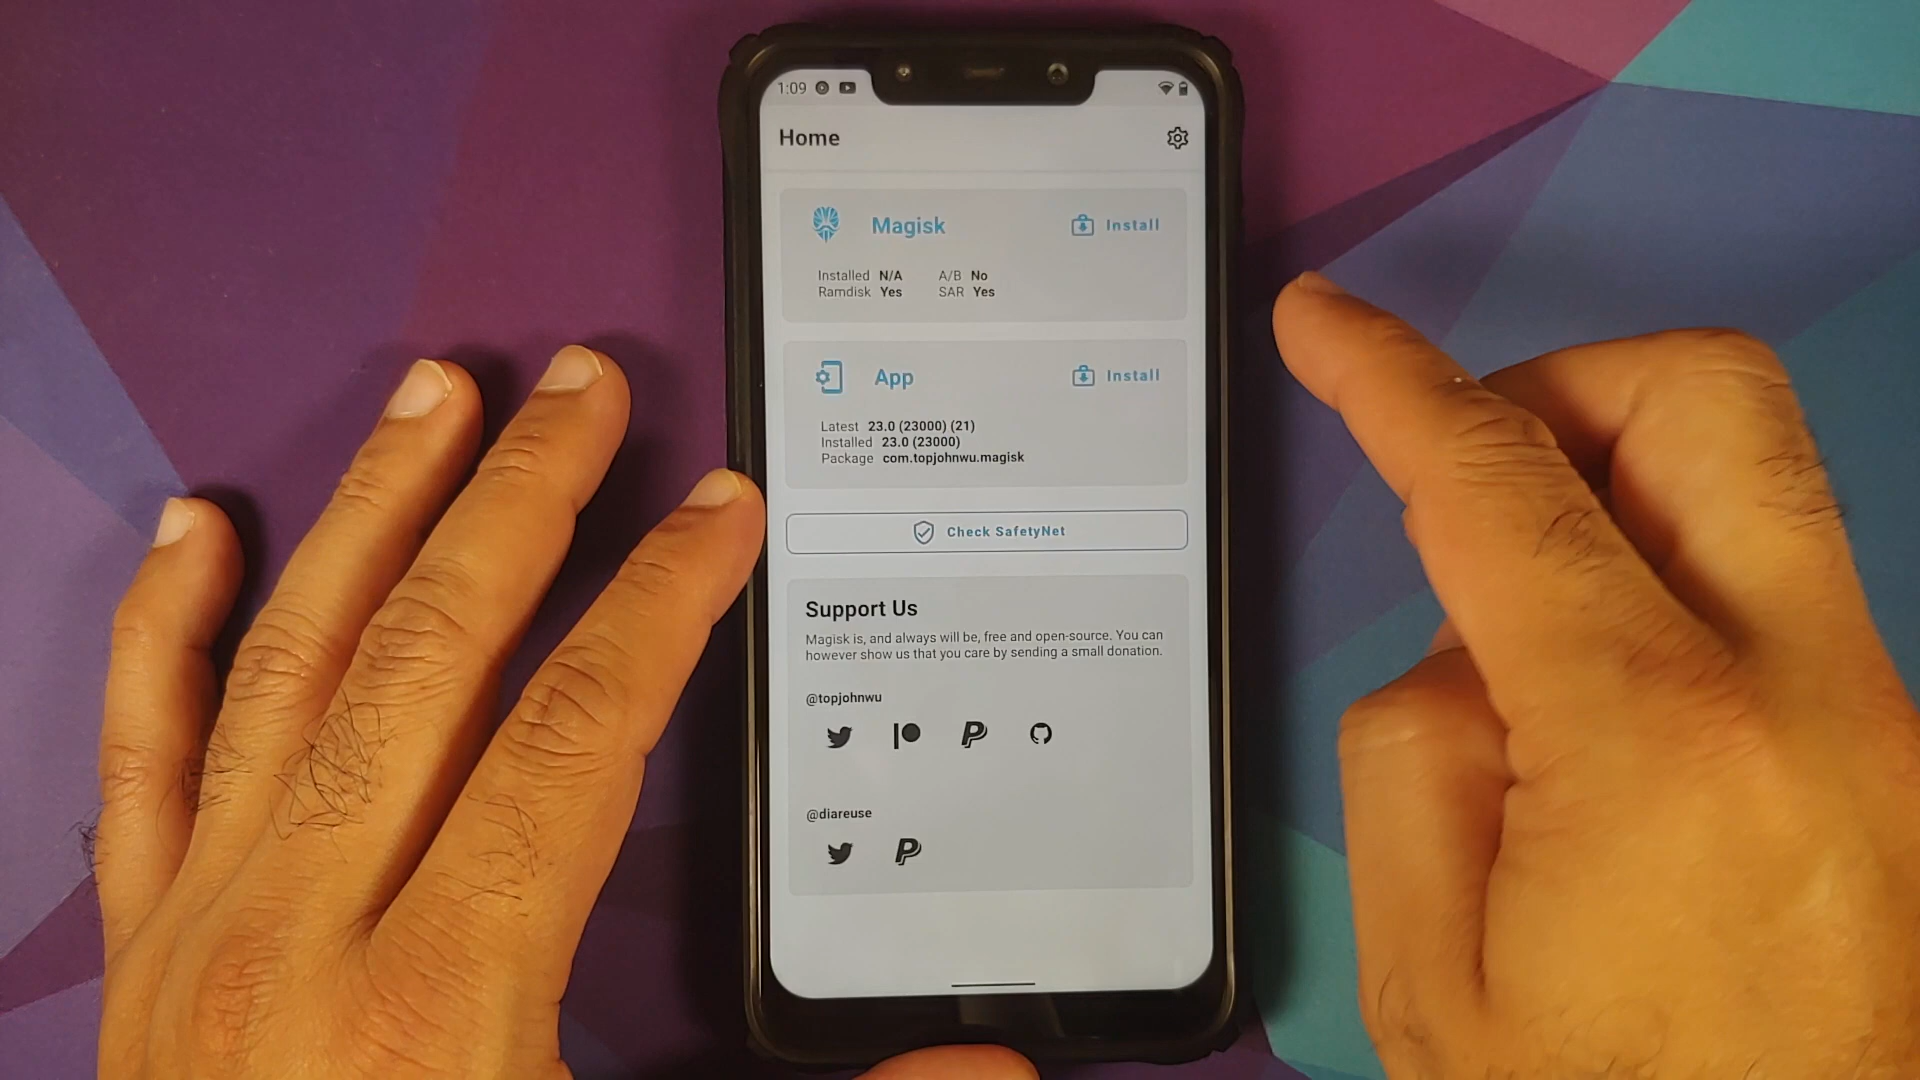 1:09
Home
Magisk Install
Installed N/A A/B No
Ramdisk Yes SAR Yes
App Install
Latest 23.0 (23000) (21)
Installed 23.0 (23000)
Package com.topjohnwu.magisk
Check SafetyNet
Support Us
Magisk is, and always will be, free and open-source. You can
however show us that you care by sending a small donation.
@topjohnwu
@diareuse